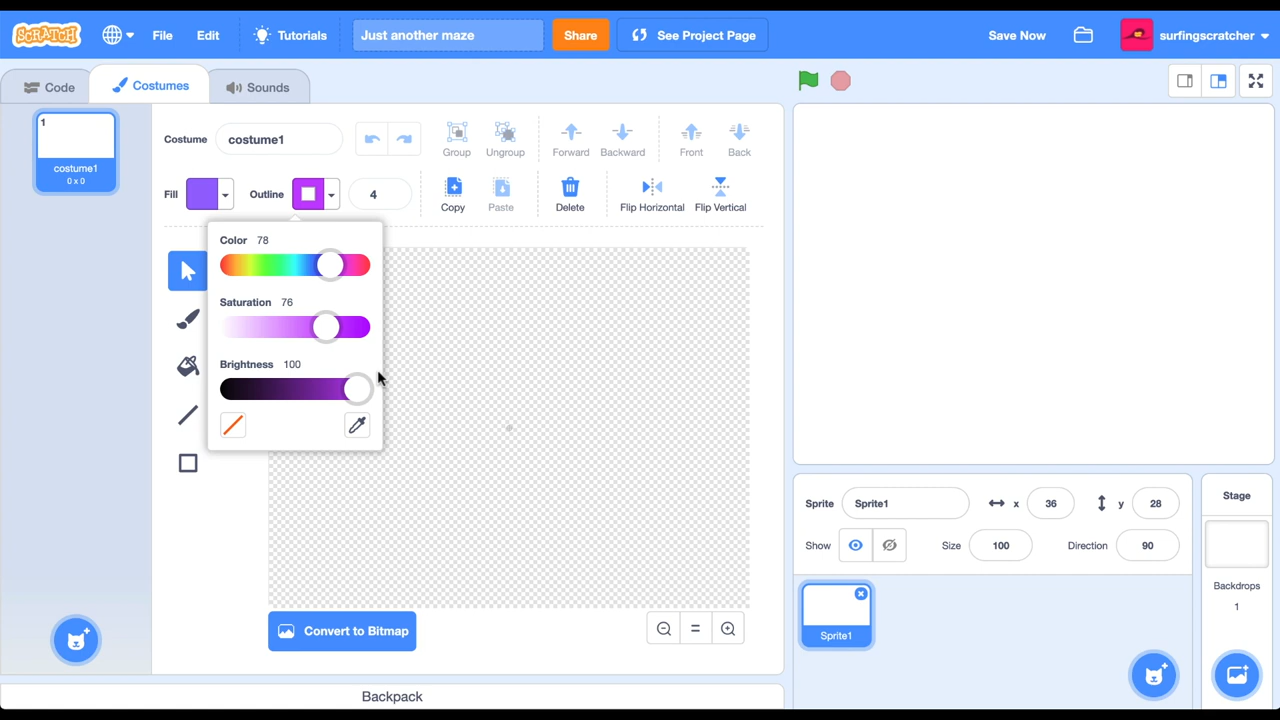 SCRATCH File Edit Tutorials Just another maze Share See Project Page Save Now surfingscratcher
Code Costumes Sounds
1
costume1
0 x 0
Costume costume1 Group Ungroup Forward Backward Front Back
Fill Outline 4 Copy Paste Delete Flip Horizontal Flip Vertical
Color 78
Saturation 76
Brightness 100
Convert to Bitmap
Backpack
Sprite Sprite1 x 36 y 28
Show Size 100 Direction 90
Sprite1
Stage
Backdrops
1